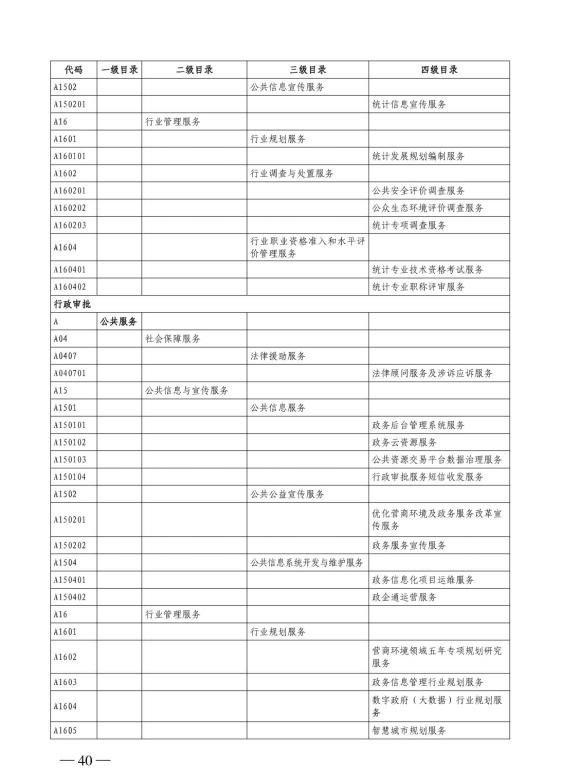 代码 一级目录 二级目录 三级目录 四级目录
A1502 公共信息宣传服务
A150201 统计信息宣传服务
A16 行业管理服务
A1601 行业规划服务
A160101 统计发展规划编制服务
A1602 行业调查与处置服务
A160201 公共安全评价调查服务
A160202 公众生态环境评价调查服务
A160203 统计专项调查服务
A1604 行业职业资格准入和水平评
价管理服务
A160401 统计专业技术资格考试服务
A160402 统计专业职称评审服务
行政审批
A 公共服务
A04 社会保障服务
A0407 法律援助服务
A040701 法律顾问服务及涉诉应诉服务
A15 公共信息与宣传服务
A1501 公共信息服务
A150101 政务后台管理系统服务
A150102 政务云资源服务
A150103 公共资源交易平台数据治理服务
A150104 行政审批服务短信收发服务
A1502 公共公益宣传服务
A150201 优化营商环境及政务服务改革宣
传服务
A150202 政务服务宣传服务
A1504 公共信息系统开发与维护服务
A150401 政务信息化项目运维服务
A150402 政企通运营服务
A16 行业管理服务
A1601 行业规划服务
A1602 营商环境领域五年专项规划研究
服务
A1603 政务信息管理行业规划服务
A1604 数字政府（大数据）行业规划服
务
A1605 智慧城市规划服务
— 40 —